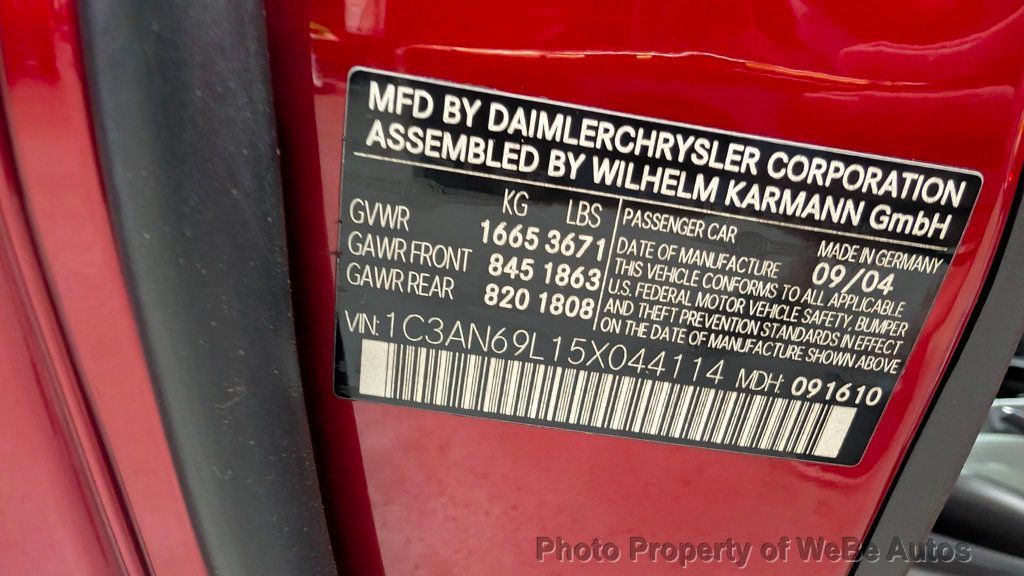 MFD BY DAIMLERCHRYSLER CORPORATION
ASSEMBLED BY WILHELM KARMANN GmbH
KG LBS
GVWR 1665 3671
GAWR FRONT 845 1863
GAWR REAR 820 1808
PASSENGER CAR MADE IN GERMANY
DATE OF MANUFACTURE 09/04
THIS VEHICLE CONFORMS TO ALL APPLICABLE
U.S. FEDERAL MOTOR VEHICLE SAFETY, BUMPER
AND THEFT PREVENTION STANDARDS IN EFFECT
ON THE DATE OF MANUFACTURE SHOWN ABOVE
VIN: 1C3AN69L15X044114 MDH: 091610
Photo Property of WeBe Autos